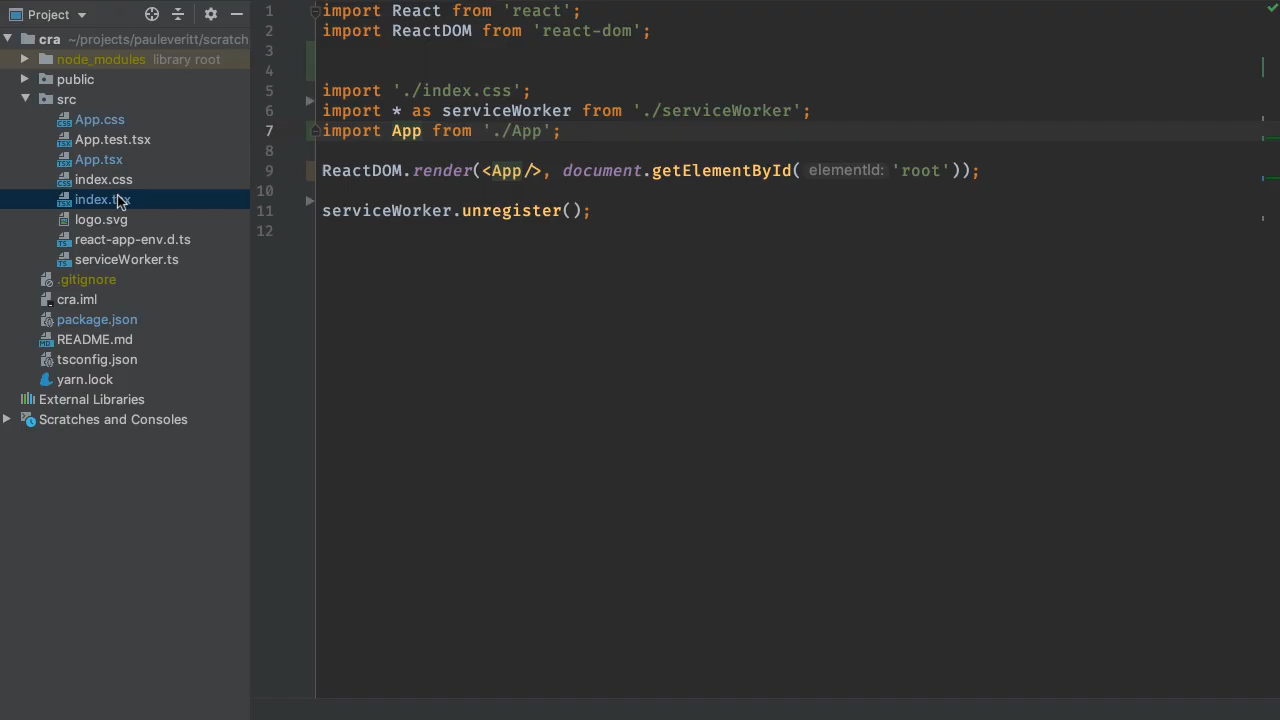 Project
cra ~/projects/pauleveritt/scratch
node_modules library root
public
src
App.css
App.test.tsx
App.tsx
index.css
index.tsx
logo.svg
react-app-env.d.ts
serviceWorker.ts
.gitignore
cra.iml
package.json
README.md
tsconfig.json
yarn.lock
External Libraries
Scratches and Consoles
1 import React from 'react';
2 import ReactDOM from 'react-dom';
3
4
5 import './index.css';
6 import * as serviceWorker from './serviceWorker';
7 import App from './App';
8
9 ReactDOM.render(<App/>, document.getElementById( elementId: 'root'));
10
11 serviceWorker.unregister();
12